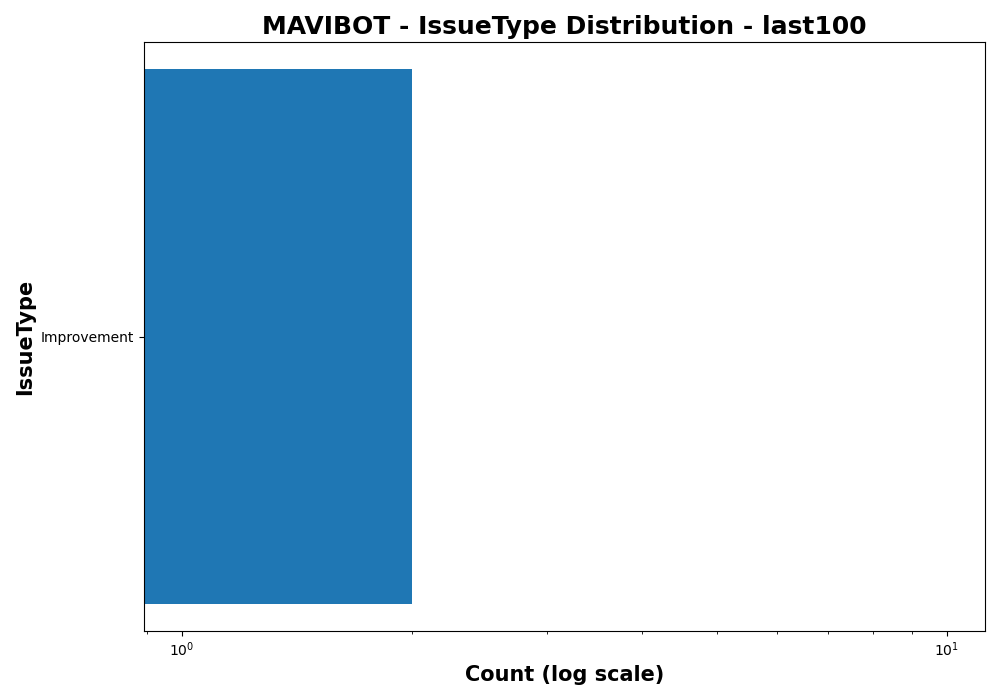 MAVIBOT - IssueType Distribution - last100
IssueType
Improvement
10⁰
10¹
Count (log scale)